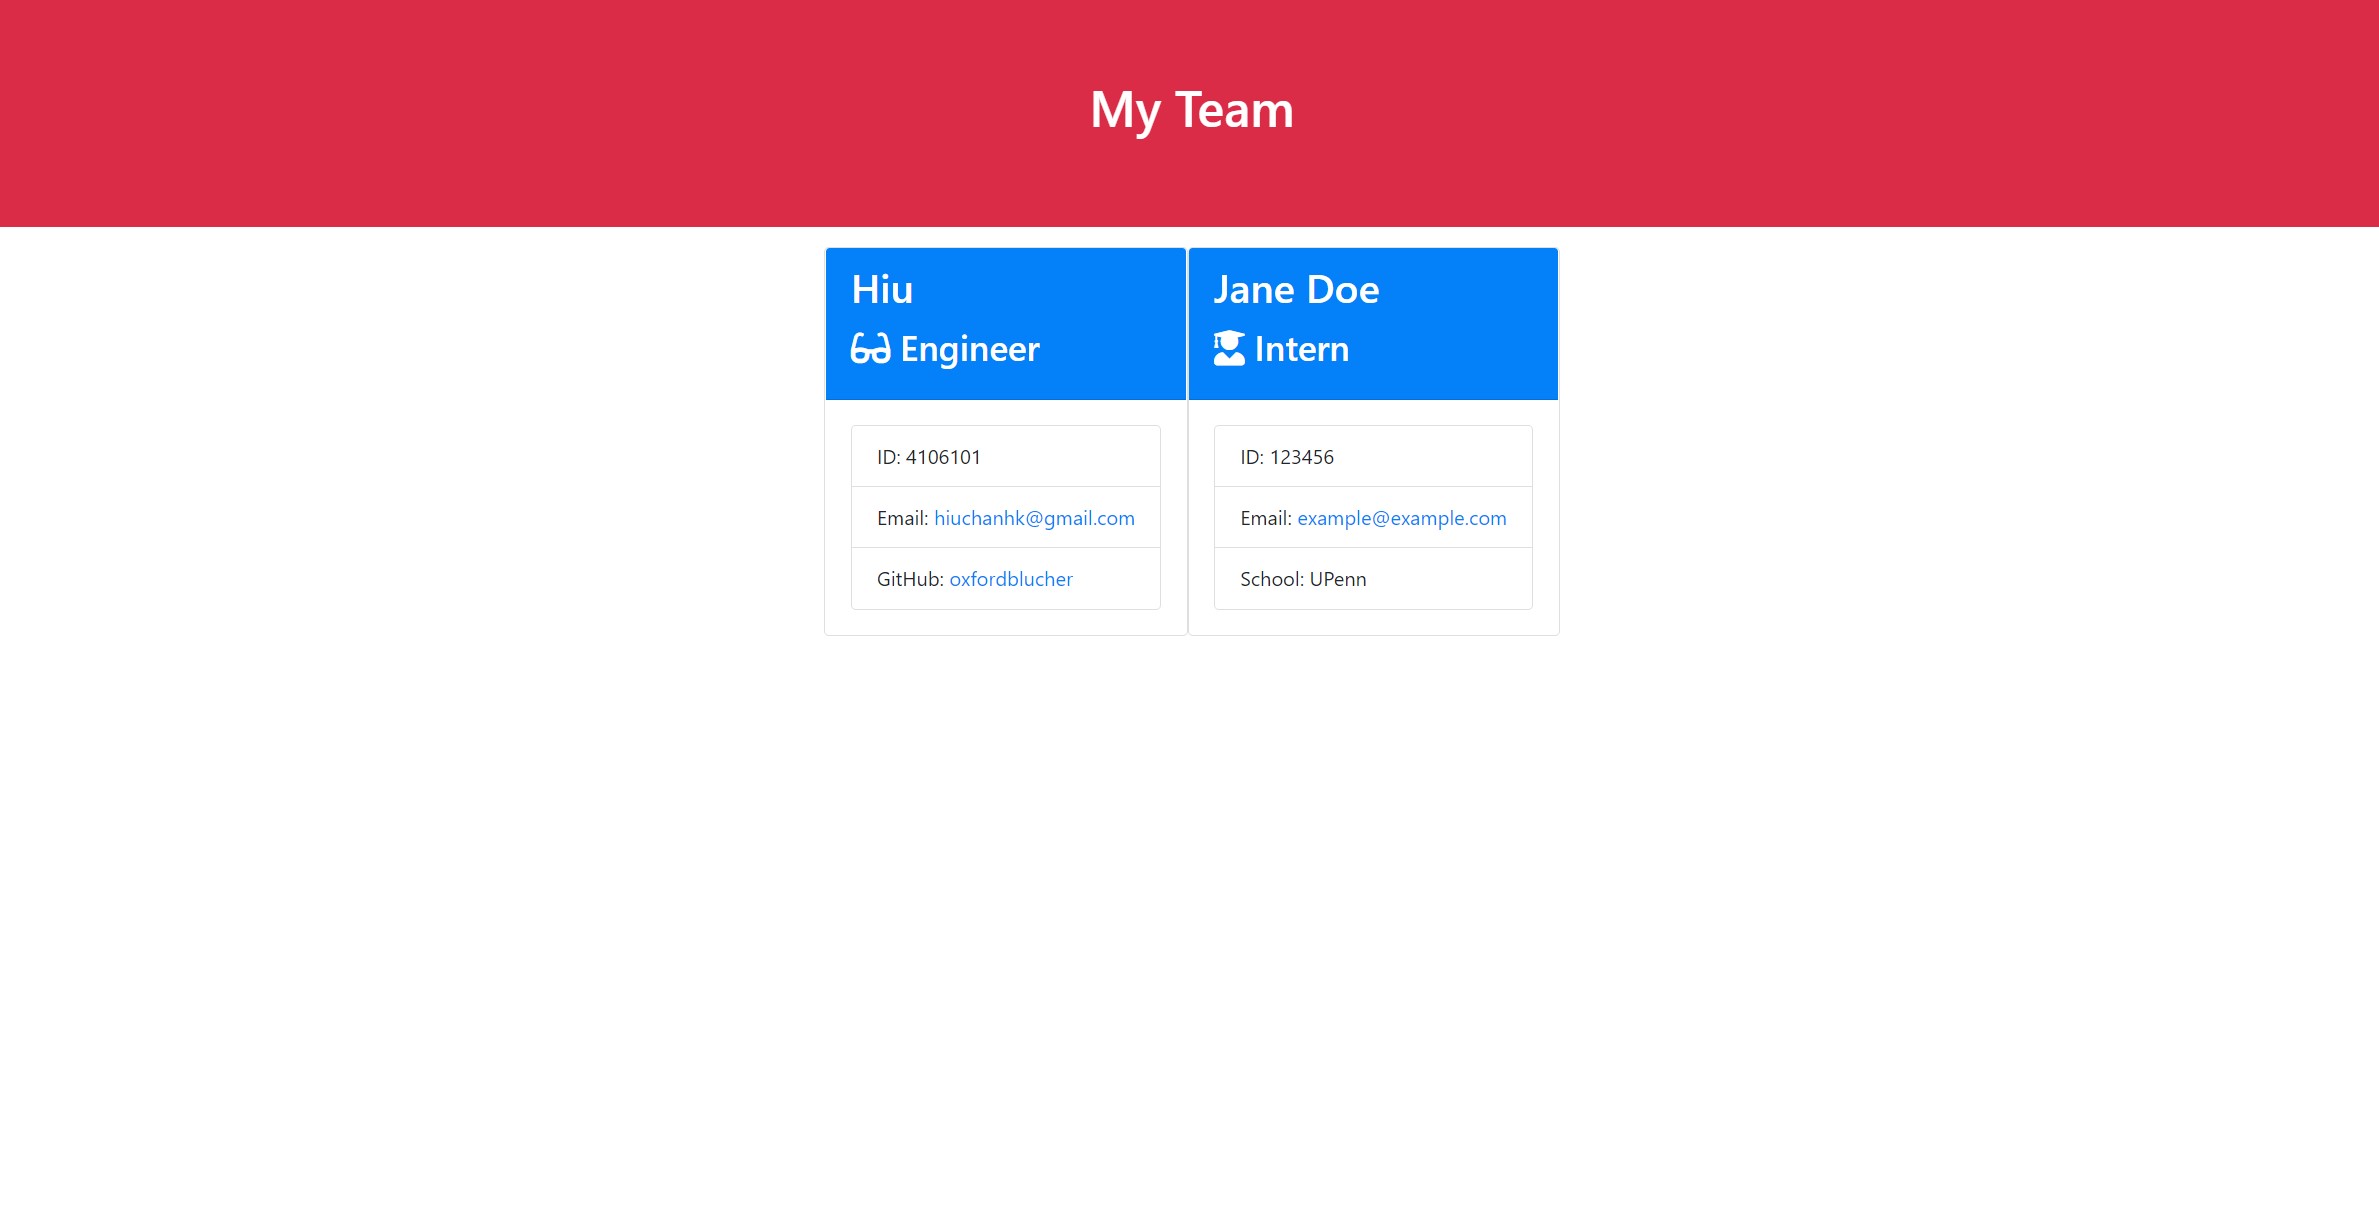 My Team
Hiu
Engineer
ID: 4106101
Email: hiuchanhk@gmail.com
GitHub: oxfordblucher
Jane Doe
Intern
ID: 123456
Email: example@example.com
School: UPenn